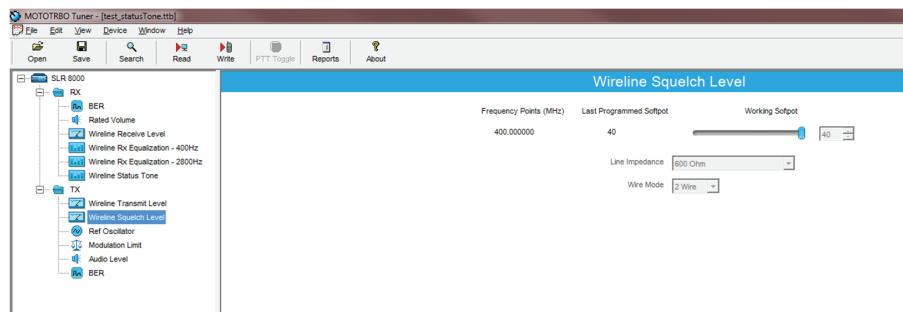 MOTOTRBO Tuner - [test_statusTone.ttb]
File Edit View Device Window Help
Open Save Search Read Write PTT Toggle Reports About
SLR 8000
RX
BER
Rated Volume
Wireline Receive Level
Wireline Rx Equalization - 400Hz
Wireline Rx Equalization - 2800Hz
Wireline Status Tone
TX
Wireline Transmit Level
Wireline Squelch Level
Ref Oscillator
Modulation Limit
Audio Level
BER
Wireline Squelch Level
Frequency Points (MHz) Last Programmed Softpot Working Softpot
400.000000 40 40
Line Impedance 600 Ohm
Wire Mode 2 Wire